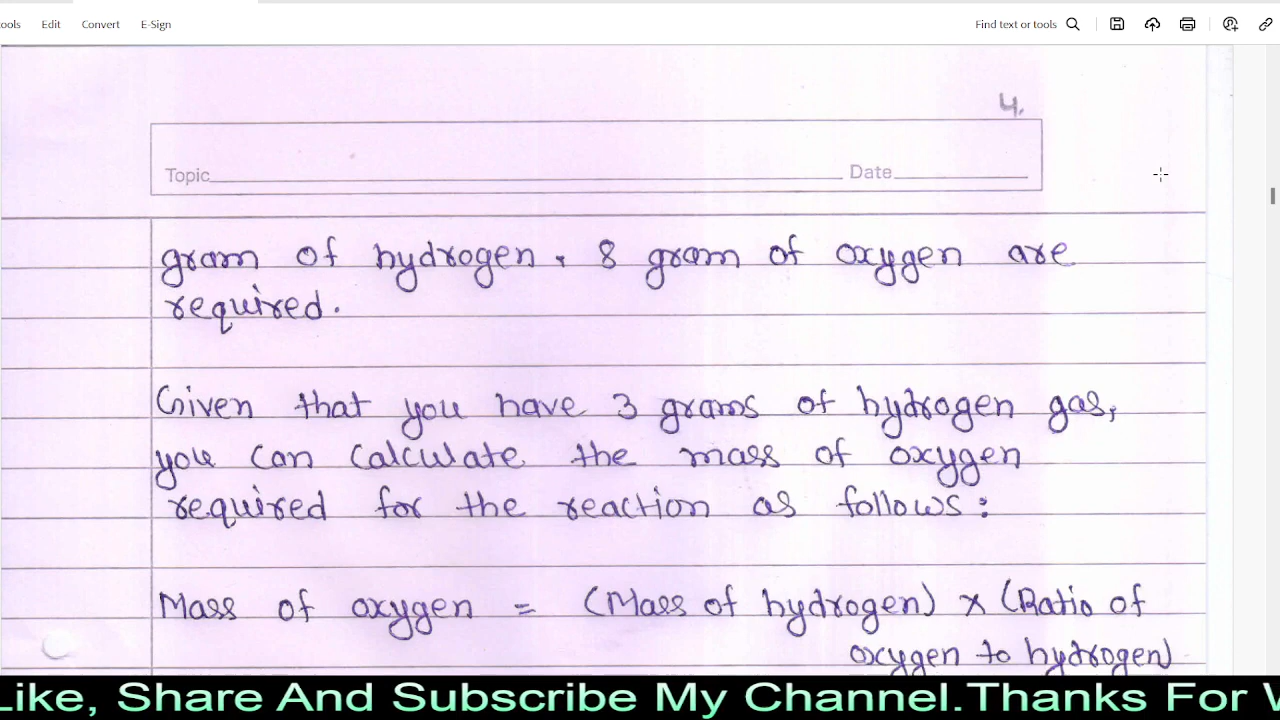 ools Edit Convert E-Sign Find text or tools
4.
Topic Date
gram of hydrogen, 8 gram of oxygen are
required.
Given that you have 3 grams of hydrogen gas,
you can calculate the mass of oxygen
required for the reaction as follows:
Mass of oxygen = (Mass of hydrogen) × (Ratio of
oxygen to hydrogen)
Like, Share And Subscribe My Channel.Thanks For W